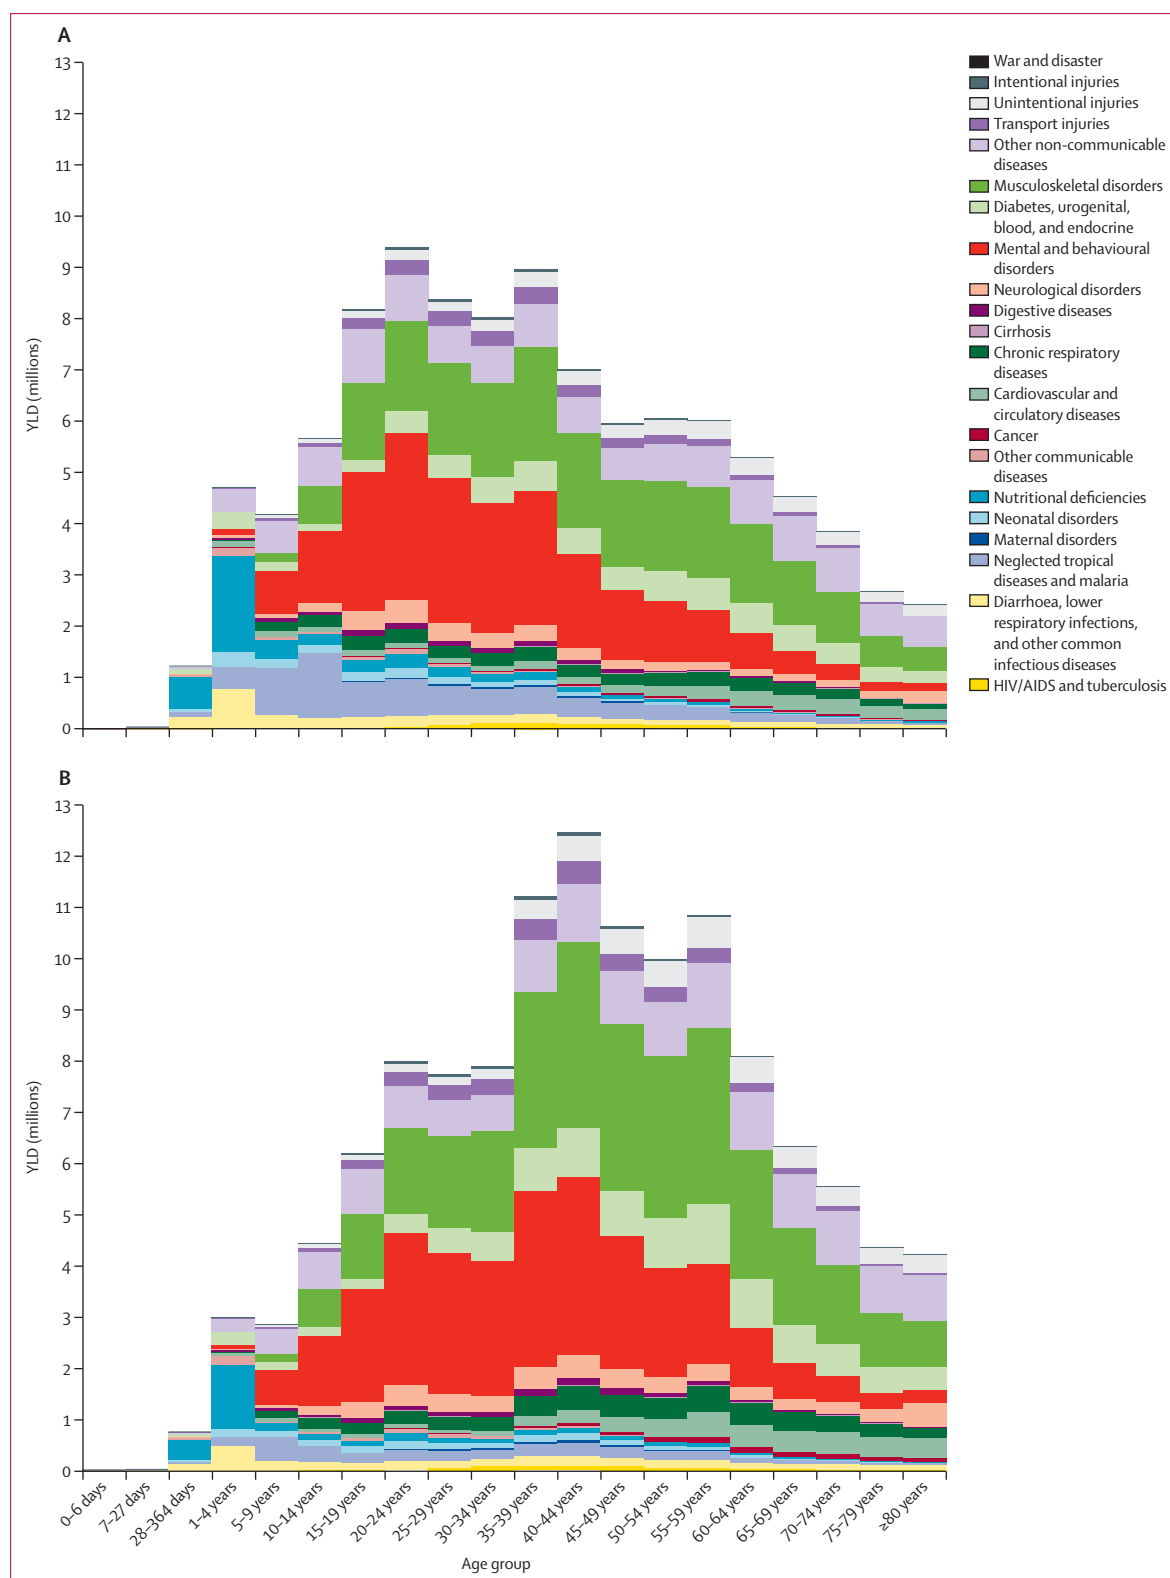 A
13
12
11
10
9
8
7
6
5
4
3
2
1
0
YLD (millions)
War and disaster
Intentional injuries
Unintentional injuries
Transport injuries
Other non-communicable
diseases
Musculoskeletal disorders
Diabetes, urogenital,
blood, and endocrine
Mental and behavioural
disorders
Neurological disorders
Digestive diseases
Cirrhosis
Chronic respiratory
diseases
Cardiovascular and
circulatory diseases
Cancer
Other communicable
diseases
Nutritional deficiencies
Neonatal disorders
Maternal disorders
Neglected tropical
diseases and malaria
Diarrhoea, lower
respiratory infections,
and other common
infectious diseases
HIV/AIDS and tuberculosis
B
13
12
11
10
9
8
7
6
5
4
3
2
1
0
YLD (millions)
0–6 days
7–27 days
28–364 days
1–4 years
5–9 years
10–14 years
15–19 years
20–24 years
25–29 years
30–34 years
35–39 years
40–44 years
45–49 years
50–54 years
55–59 years
60–64 years
65–69 years
70–74 years
75–79 years
≥80 years
Age group